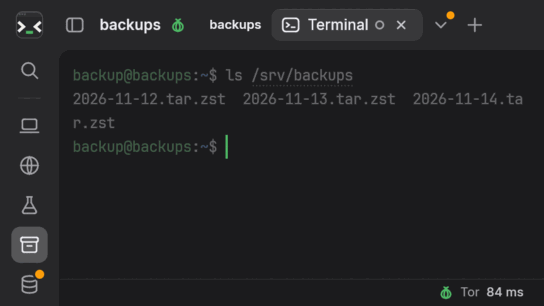 backups backups Terminal
backup@backups:~$ ls /srv/backups
2026-11-12.tar.zst 2026-11-13.tar.zst 2026-11-14.ta
r.zst
backup@backups:~$
Tor 84 ms